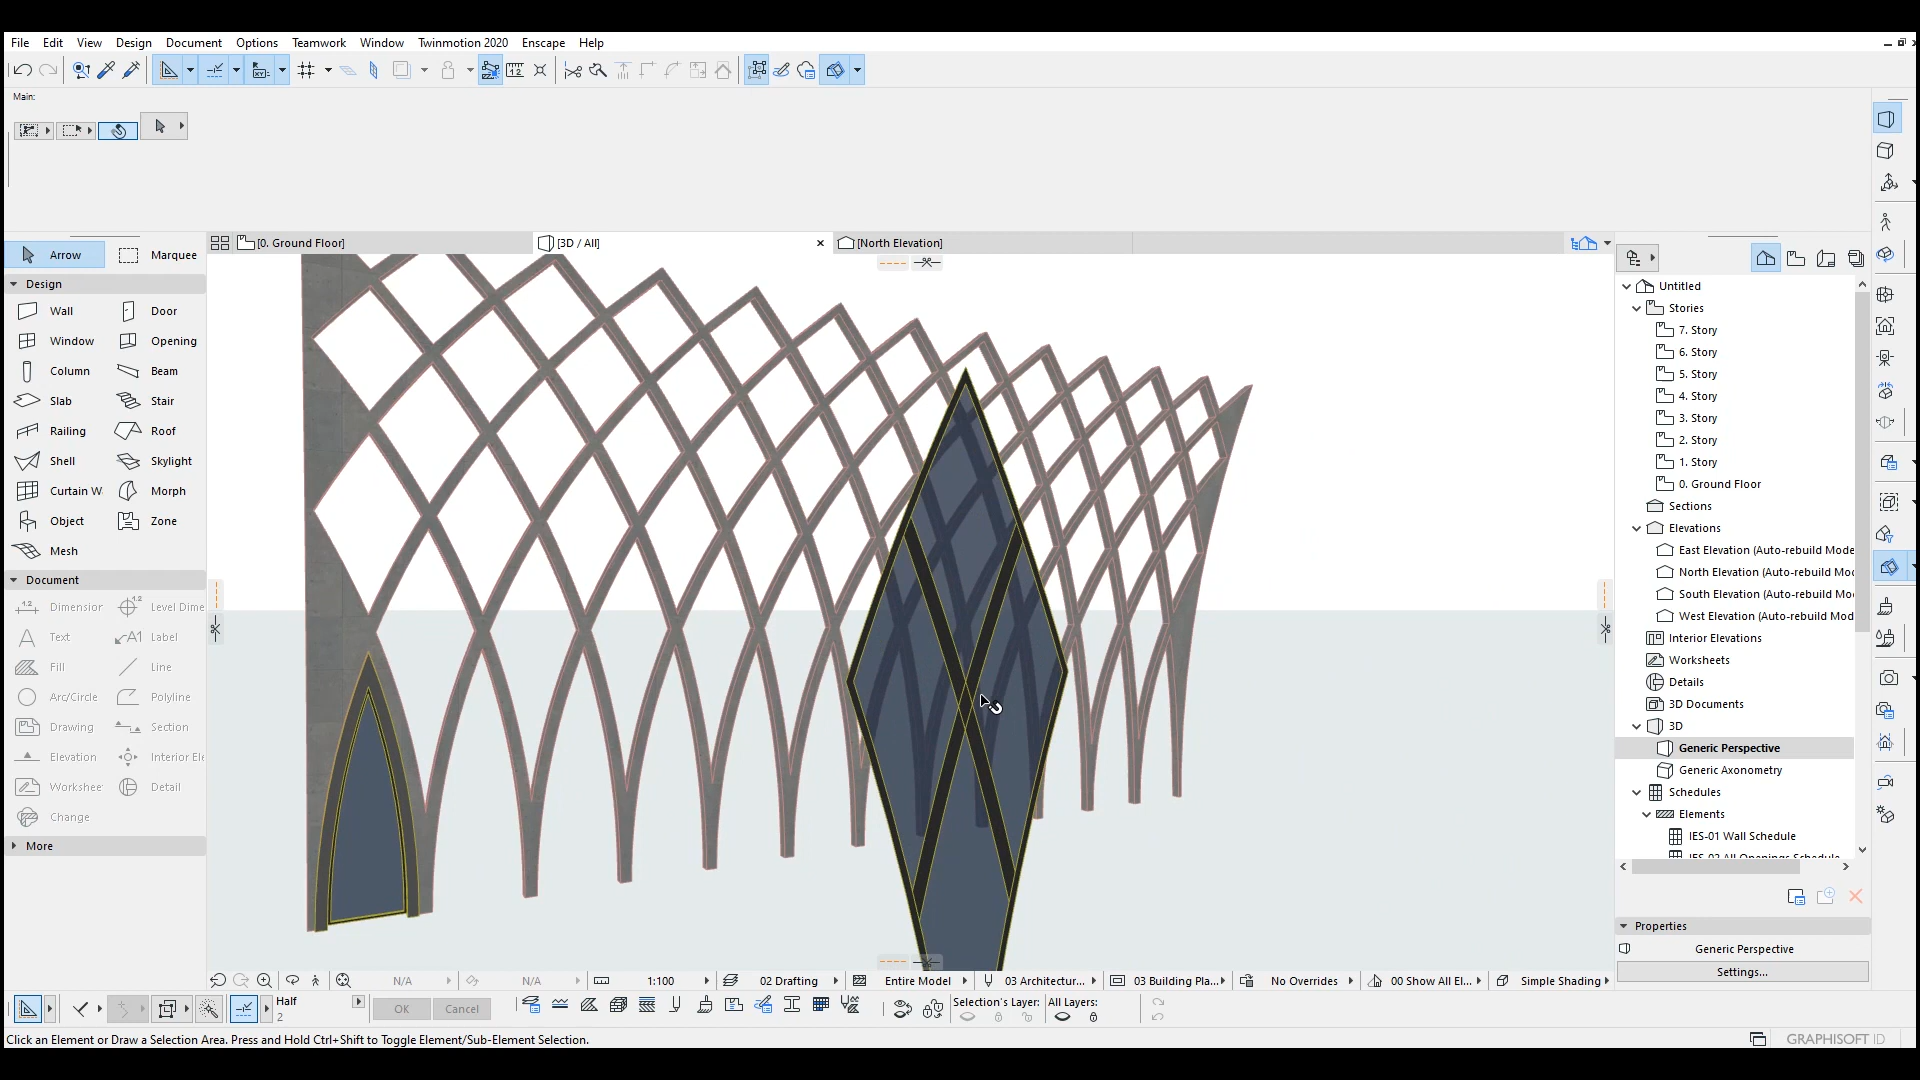 File Edit View Design Document Options Teamwork Window Twinmotion 2020 Enscape Help
Main:
[0. Ground Floor] [3D / All] [North Elevation]
Arrow Marquee
Design
Wall Door
Window Opening
Column Beam
Slab Stair
Railing Roof
Shell Skylight
Curtain W Morph
Object Zone
Mesh
Document
Dimension Level Dime
Text Label
Fill Line
Arc/Circle Polyline
Drawing Section
Elevation Interior Ele
Workshee Detail
Change
More
Untitled
Stories
7. Story
6. Story
5. Story
4. Story
3. Story
2. Story
1. Story
0. Ground Floor
Sections
Elevations
East Elevation (Auto-rebuild Mode
North Elevation (Auto-rebuild Mo
South Elevation (Auto-rebuild Mo
West Elevation (Auto-rebuild Mod
Interior Elevations
Worksheets
Details
3D Documents
3D
Generic Perspective
Generic Axonometry
Schedules
Elements
IES-01 Wall Schedule
IES-02 All Openings Schedule
Properties
Generic Perspective
Settings...
N/A N/A 1:100 02 Drafting Entire Model 03 Architectur... 03 Building Pla... No Overrides 00 Show All El... Simple Shading
Half
2
OK Cancel
Selection's Layer: All Layers:
Click an Element or Draw a Selection Area. Press and Hold Ctrl+Shift to Toggle Element/Sub-Element Selection.
GRAPHISOFT ID